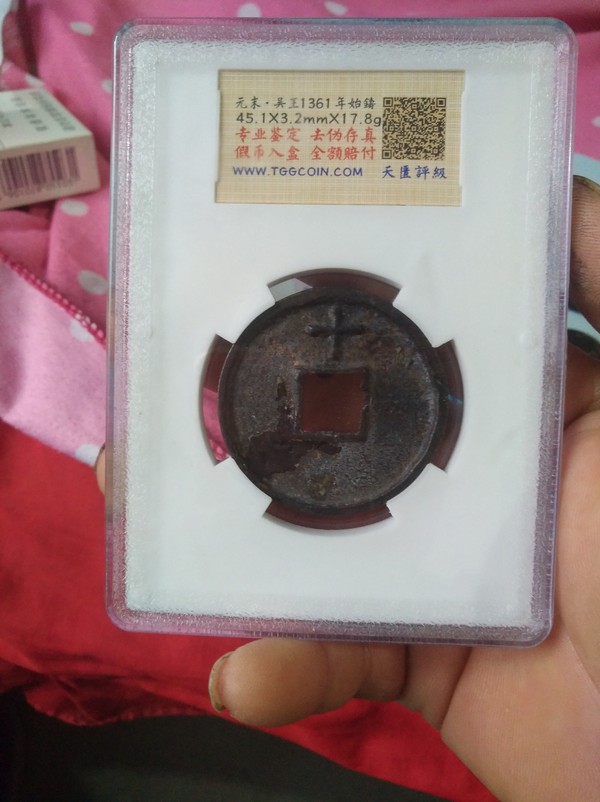 元末·吴王1361年始鑄
45.1X3.2mmX17.8g
专业鉴定 去伪存真
假币入盒 全额赔付
WWW.TGGCOIN.COM 天匯評級
十